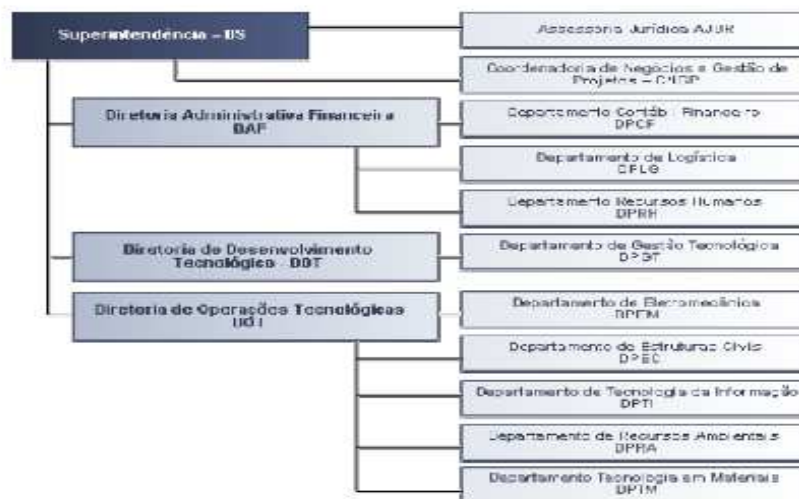 Superintendência – DS
Assessoria Jurídica AJUR
Coordenadoria de Negócios e Gestão de
Projetos –
Diretoria Administrativa Financeira
DAF
Departamento Contábil Financeiro
DPCF
Departamento de Logística
DPLG
Departamento Recursos Humanos
DPRH
Diretoria de Desenvolvimento
Tecnológico - DDT
Departamento de Gestão Tecnológica
DPGT
Diretoria de Operações Tecnológicas
DOT
Departamento de Eletromecânica
DPEM
Departamento de Estruturas Civis
DPEC
Departamento de Tecnologia da Informação
DPTI
Departamento de Recursos Ambientais
DPRA
Departamento Tecnologia em Materiais
DPTM